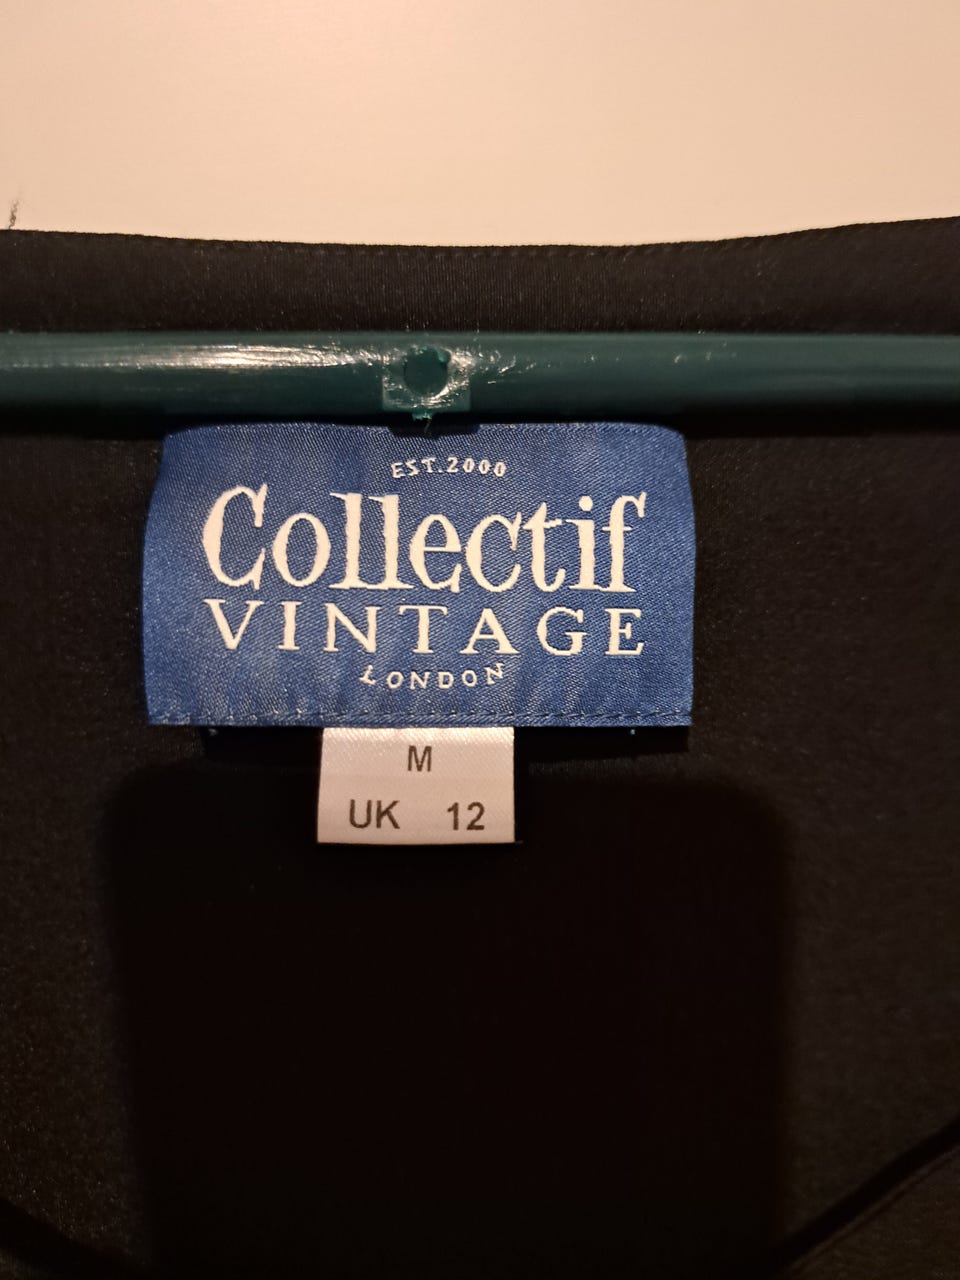 EST.2000
Collectif
VINTAGE
LONDON
M
UK 12